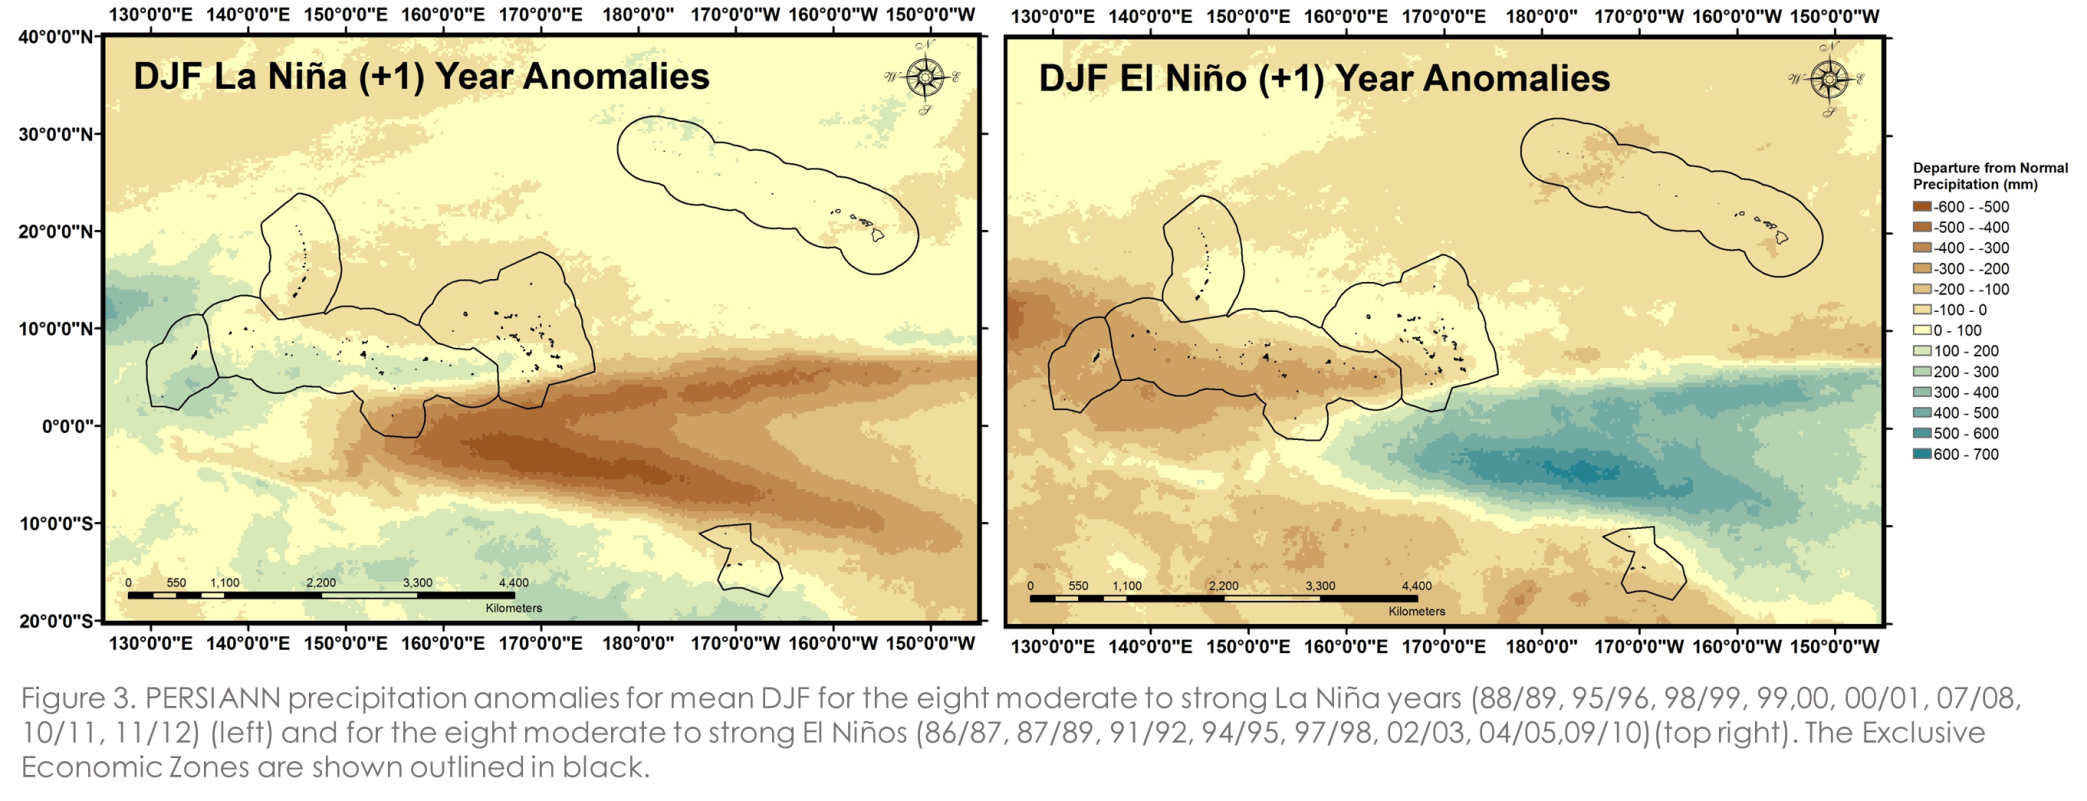 130°0'0"E 140°0'0"E 150°0'0"E 160°0'0"E 170°0'0"E 180°0'0" 170°0'0"W 160°0'0"W 150°0'0"W
40°0'0"N
30°0'0"N
20°0'0"N
10°0'0"N
0°0'0"
10°0'0"S
20°0'0"S
DJF La Niña (+1) Year Anomalies
N
W E
S
0 550 1,100 2,200 3,300 4,400
Kilometers
130°0'0"E 140°0'0"E 150°0'0"E 160°0'0"E 170°0'0"E 180°0'0" 170°0'0"W 160°0'0"W 150°0'0"W
130°0'0"E 140°0'0"E 150°0'0"E 160°0'0"E 170°0'0"E 180°0'0" 170°0'0"W 160°0'0"W 150°0'0"W
DJF El Niño (+1) Year Anomalies
N
W E
S
0 550 1,100 2,200 3,300 4,400
Kilometers
130°0'0"E 140°0'0"E 150°0'0"E 160°0'0"E 170°0'0"E 180°0'0" 170°0'0"W 160°0'0"W 150°0'0"W
Departure from Normal
Precipitation (mm)
-600 - -500
-500 - -400
-400 - -300
-300 - -200
-200 - -100
-100 - 0
0 - 100
100 - 200
200 - 300
300 - 400
400 - 500
500 - 600
600 - 700
Figure 3. PERSIANN precipitation anomalies for mean DJF for the eight moderate to strong La Niña years (88/89, 95/96, 98/99, 99,00, 00/01, 07/08,
10/11, 11/12) (left) and for the eight moderate to strong El Niños (86/87, 87/89, 91/92, 94/95, 97/98, 02/03, 04/05,09/10)(top right). The Exclusive
Economic Zones are shown outlined in black.